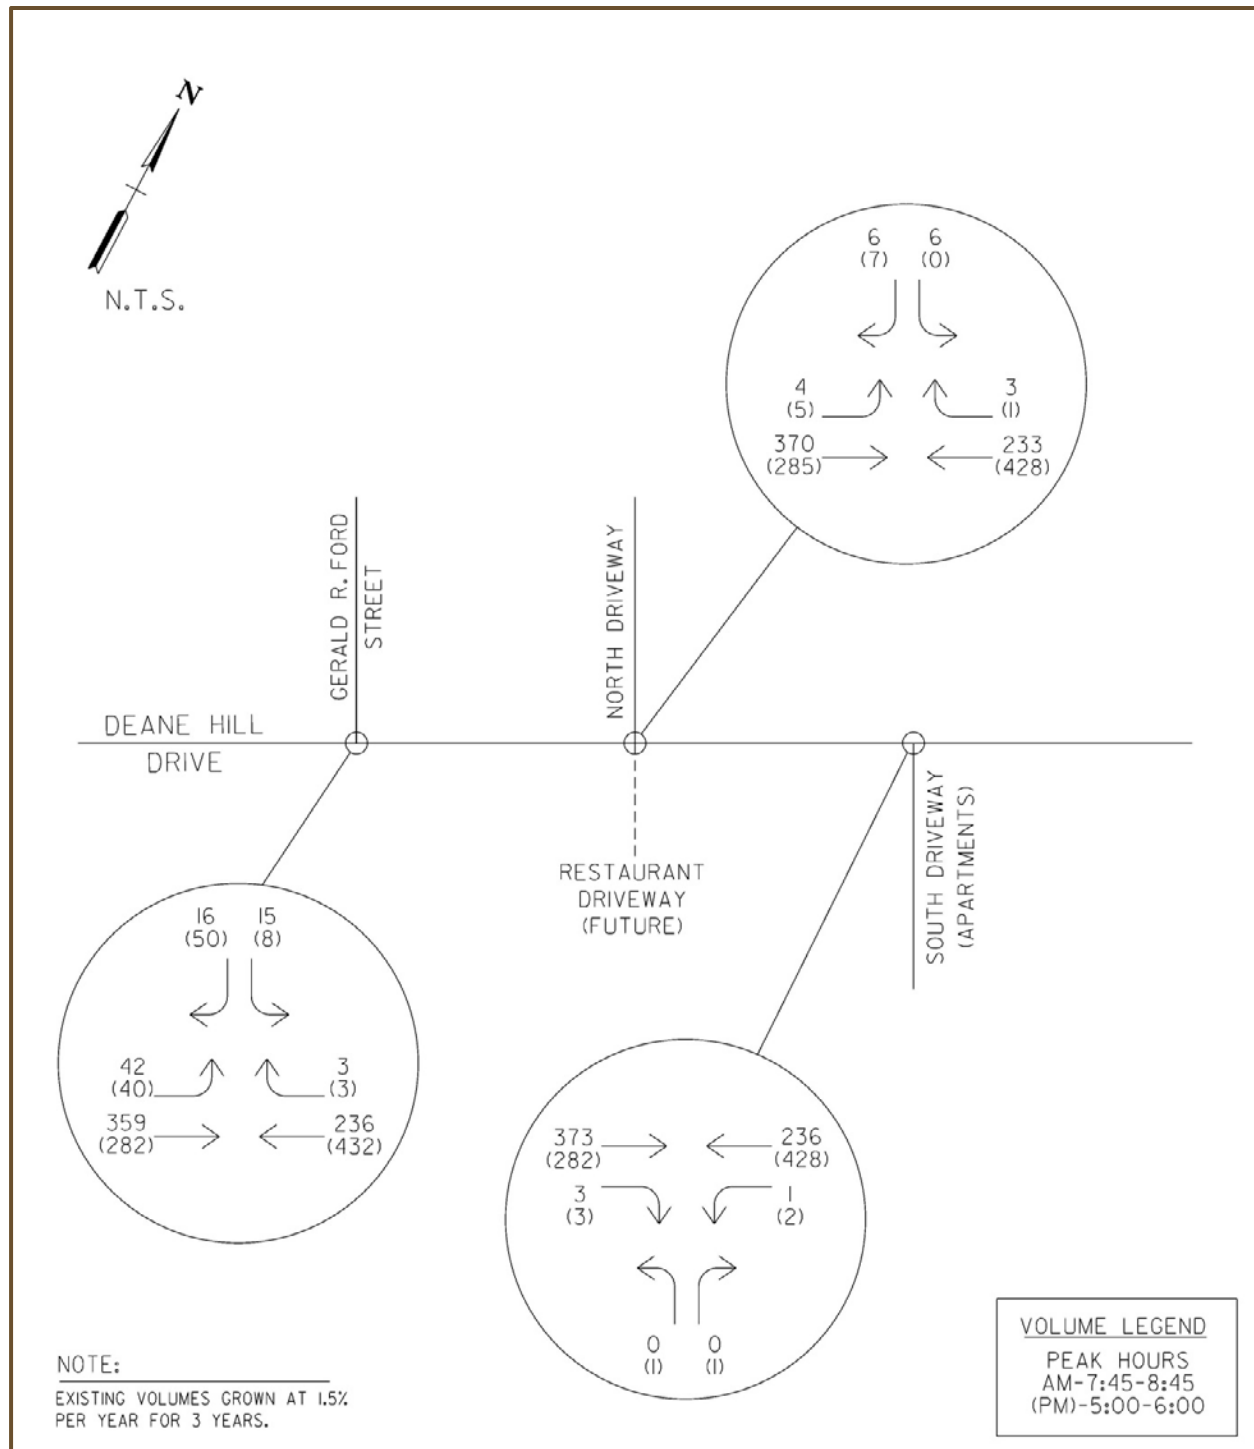 N
N.T.S.
6 6
(7) (0)
4 3
(5) (1)
370 233
(285) (428)
GERALD R. FORD
STREET
NORTH DRIVEWAY
DEANE HILL
DRIVE
RESTAURANT
DRIVEWAY
(FUTURE)
SOUTH DRIVEWAY
(APARTMENTS)
16 15
(50) (8)
42 3
(40) (3)
359 236
(282) (432)
373 236
(282) (428)
3 1
(3) (2)
0 0
(1) (1)
NOTE:
EXISTING VOLUMES GROWN AT 1.5%
PER YEAR FOR 3 YEARS.
VOLUME LEGEND
PEAK HOURS
AM-7:45-8:45
(PM)-5:00-6:00